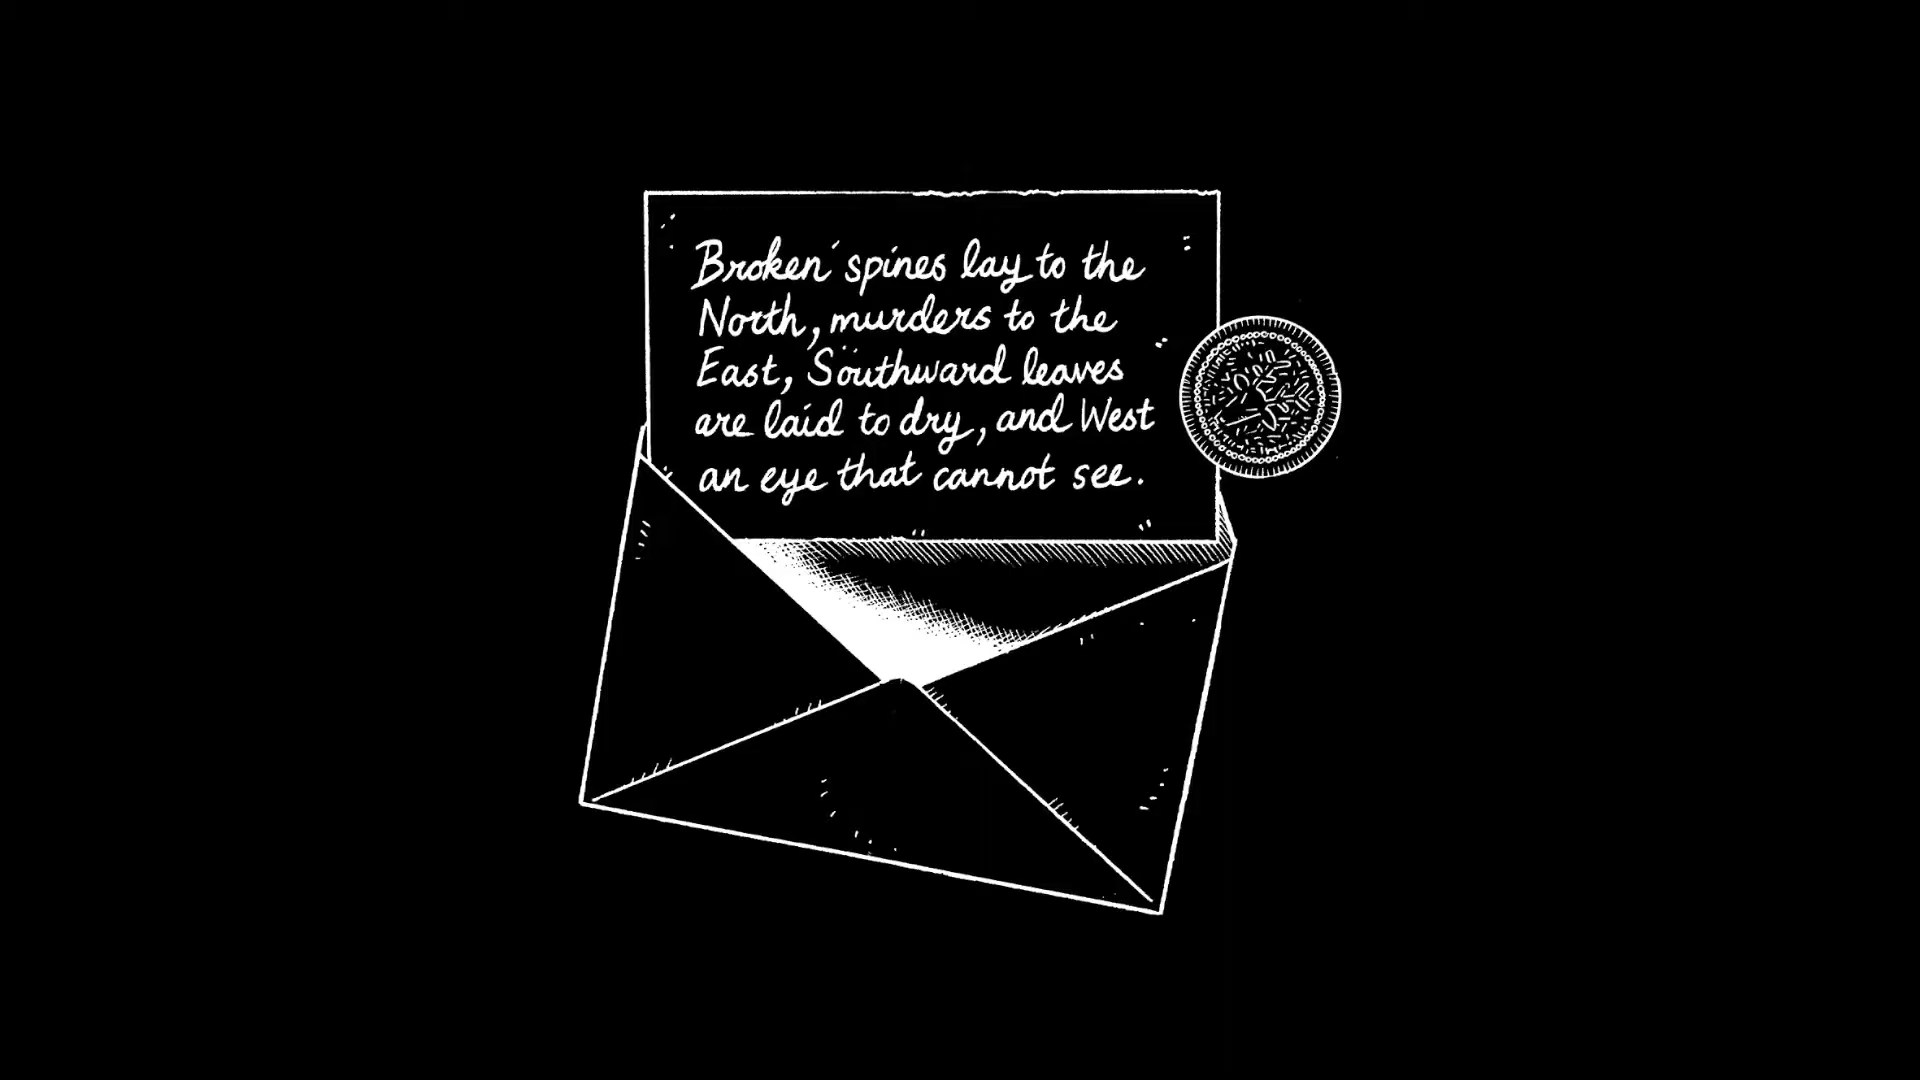 Broken spines lay to the
North, murders to the
East, Southward leaves
are laid to dry, and West
an eye that cannot see.